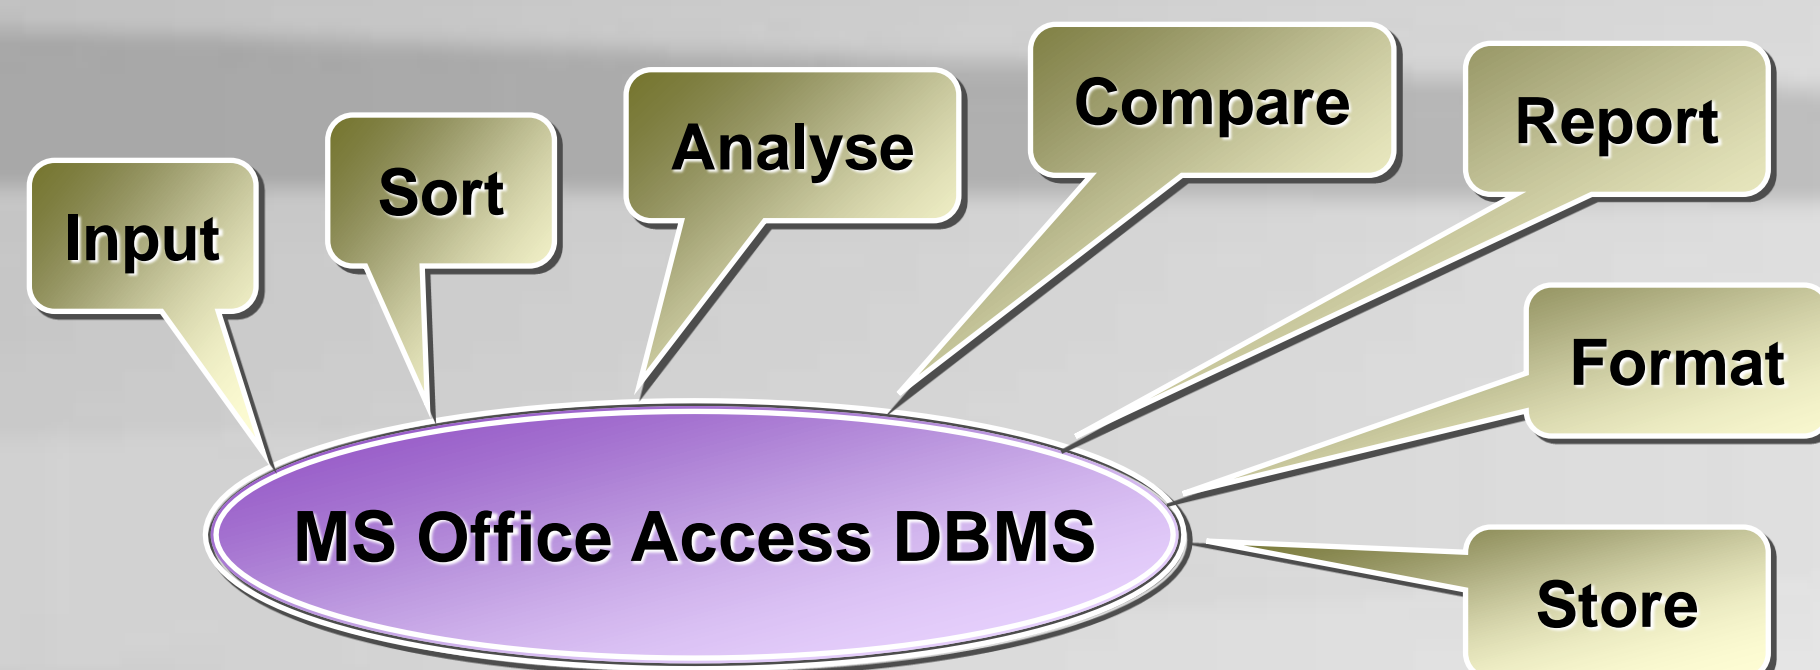 Input
Sort
Analyse
Compare
Report
Format
Store
MS Office Access DBMS